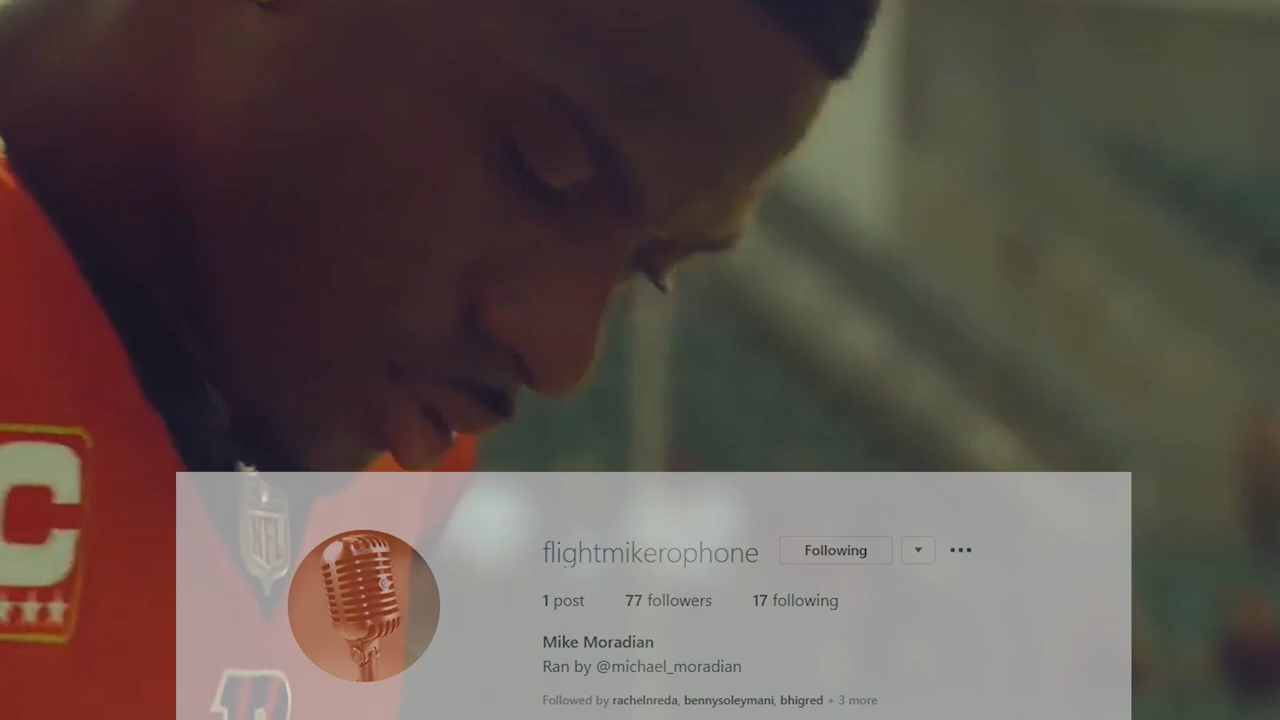 C
NFL
flightmikerophone Following
1 post 77 followers 17 following
Mike Moradian
Ran by @michael_moradian
Followed by rachelnreda, bennysoleymani, bhigred + 3 more